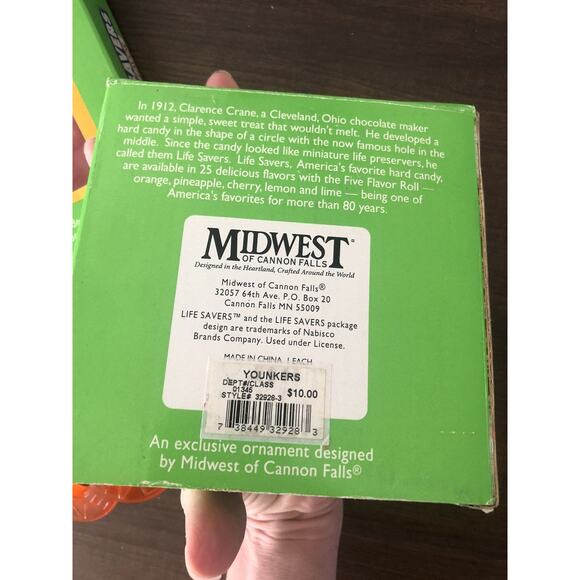 In 1912, Clarence Crane, a Cleveland, Ohio chocolate maker
wanted a simple, sweet treat that wouldn't melt. He developed a
hard candy in the shape of a circle with the now famous hole in the
middle. Since the candy looked like miniature life preservers, he
called them Life Savers. Life Savers, America's favorite hard candy,
are available in 25 delicious flavors with the Five Flavor Roll —
orange, pineapple, cherry, lemon and lime — being one of
America's favorites for more than 80 years.
MIDWEST®
OF CANNON FALLS
Designed in the Heartland, Crafted Around the World
Midwest of Cannon Falls®
32057 64th Ave. P.O. Box 20
Cannon Falls MN 55009
LIFE SAVERS™ and the LIFE SAVERS package
design are trademarks of Nabisco
Brands Company. Used under License.
MADE IN CHINA 1 EACH
YOUNKERS
DEPT#/CLASS
01345 $10.00
STYLE# 32928-3
7 38449 32928 3
An exclusive ornament designed
by Midwest of Cannon Falls®